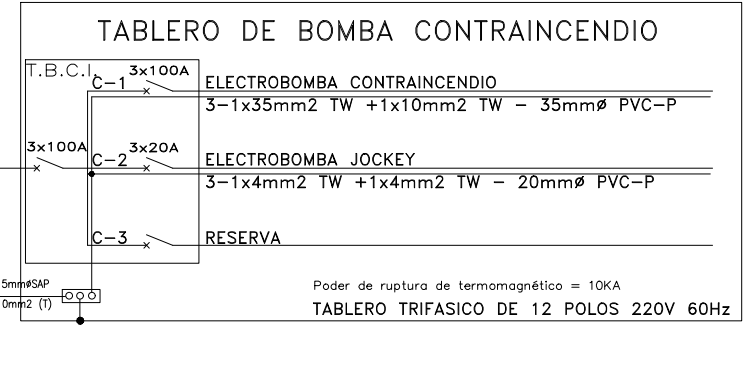 TABLERO DE BOMBA CONTRAINCENDIO
T.B.C.I.
C-1 3x100A ELECTROBOMBA CONTRAINCENDIO
3-1x35mm2 TW +1x10mm2 TW - 35mmø PVC-P
3x100A
C-2 3x20A ELECTROBOMBA JOCKEY
3-1x4mm2 TW +1x4mm2 TW - 20mmø PVC-P
C-3 RESERVA
5mmøSAP
0mm2 (T)
Poder de ruptura de termomagnético = 10KA
TABLERO TRIFASICO DE 12 POLOS 220V 60Hz